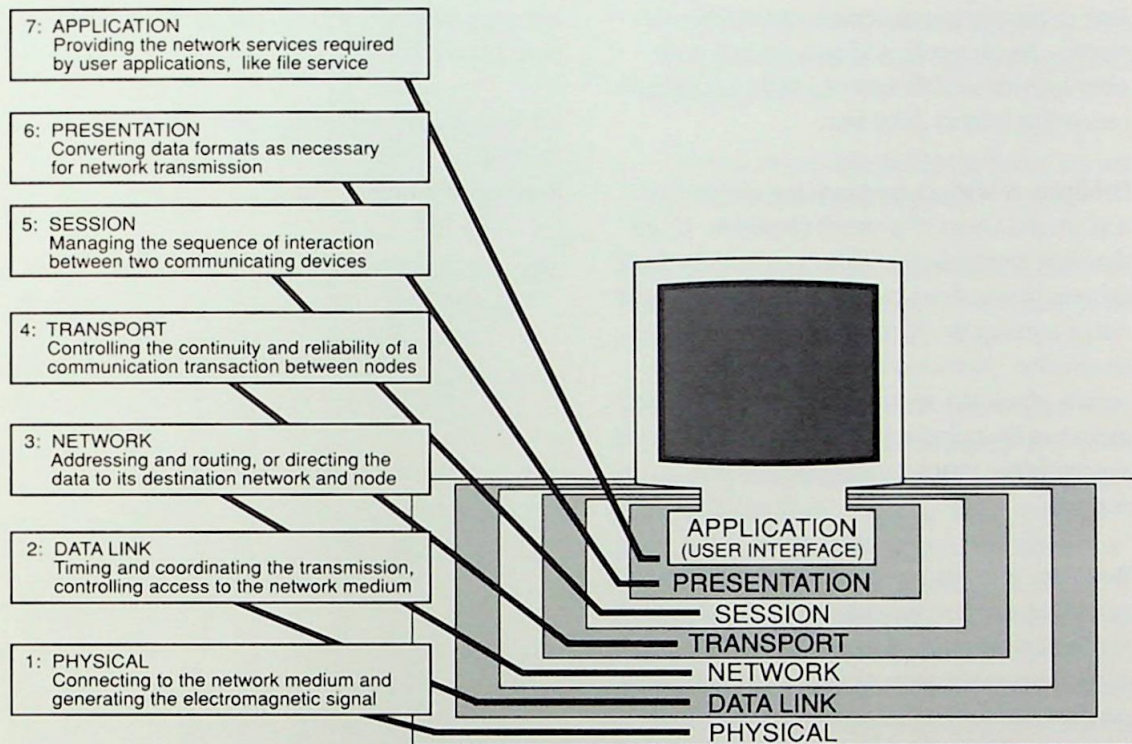 7: APPLICATION
Providing the network services required
by user applications, like file service
6: PRESENTATION
Converting data formats as necessary
for network transmission
5: SESSION
Managing the sequence of interaction
between two communicating devices
4: TRANSPORT
Controlling the continuity and reliability of a
communication transaction between nodes
3: NETWORK
Addressing and routing, or directing the
data to its destination network and node
2: DATA LINK
Timing and coordinating the transmission,
controlling access to the network medium
1: PHYSICAL
Connecting to the network medium and
generating the electromagnetic signal
APPLICATION
(USER INTERFACE)
PRESENTATION
SESSION
TRANSPORT
NETWORK
DATA LINK
PHYSICAL